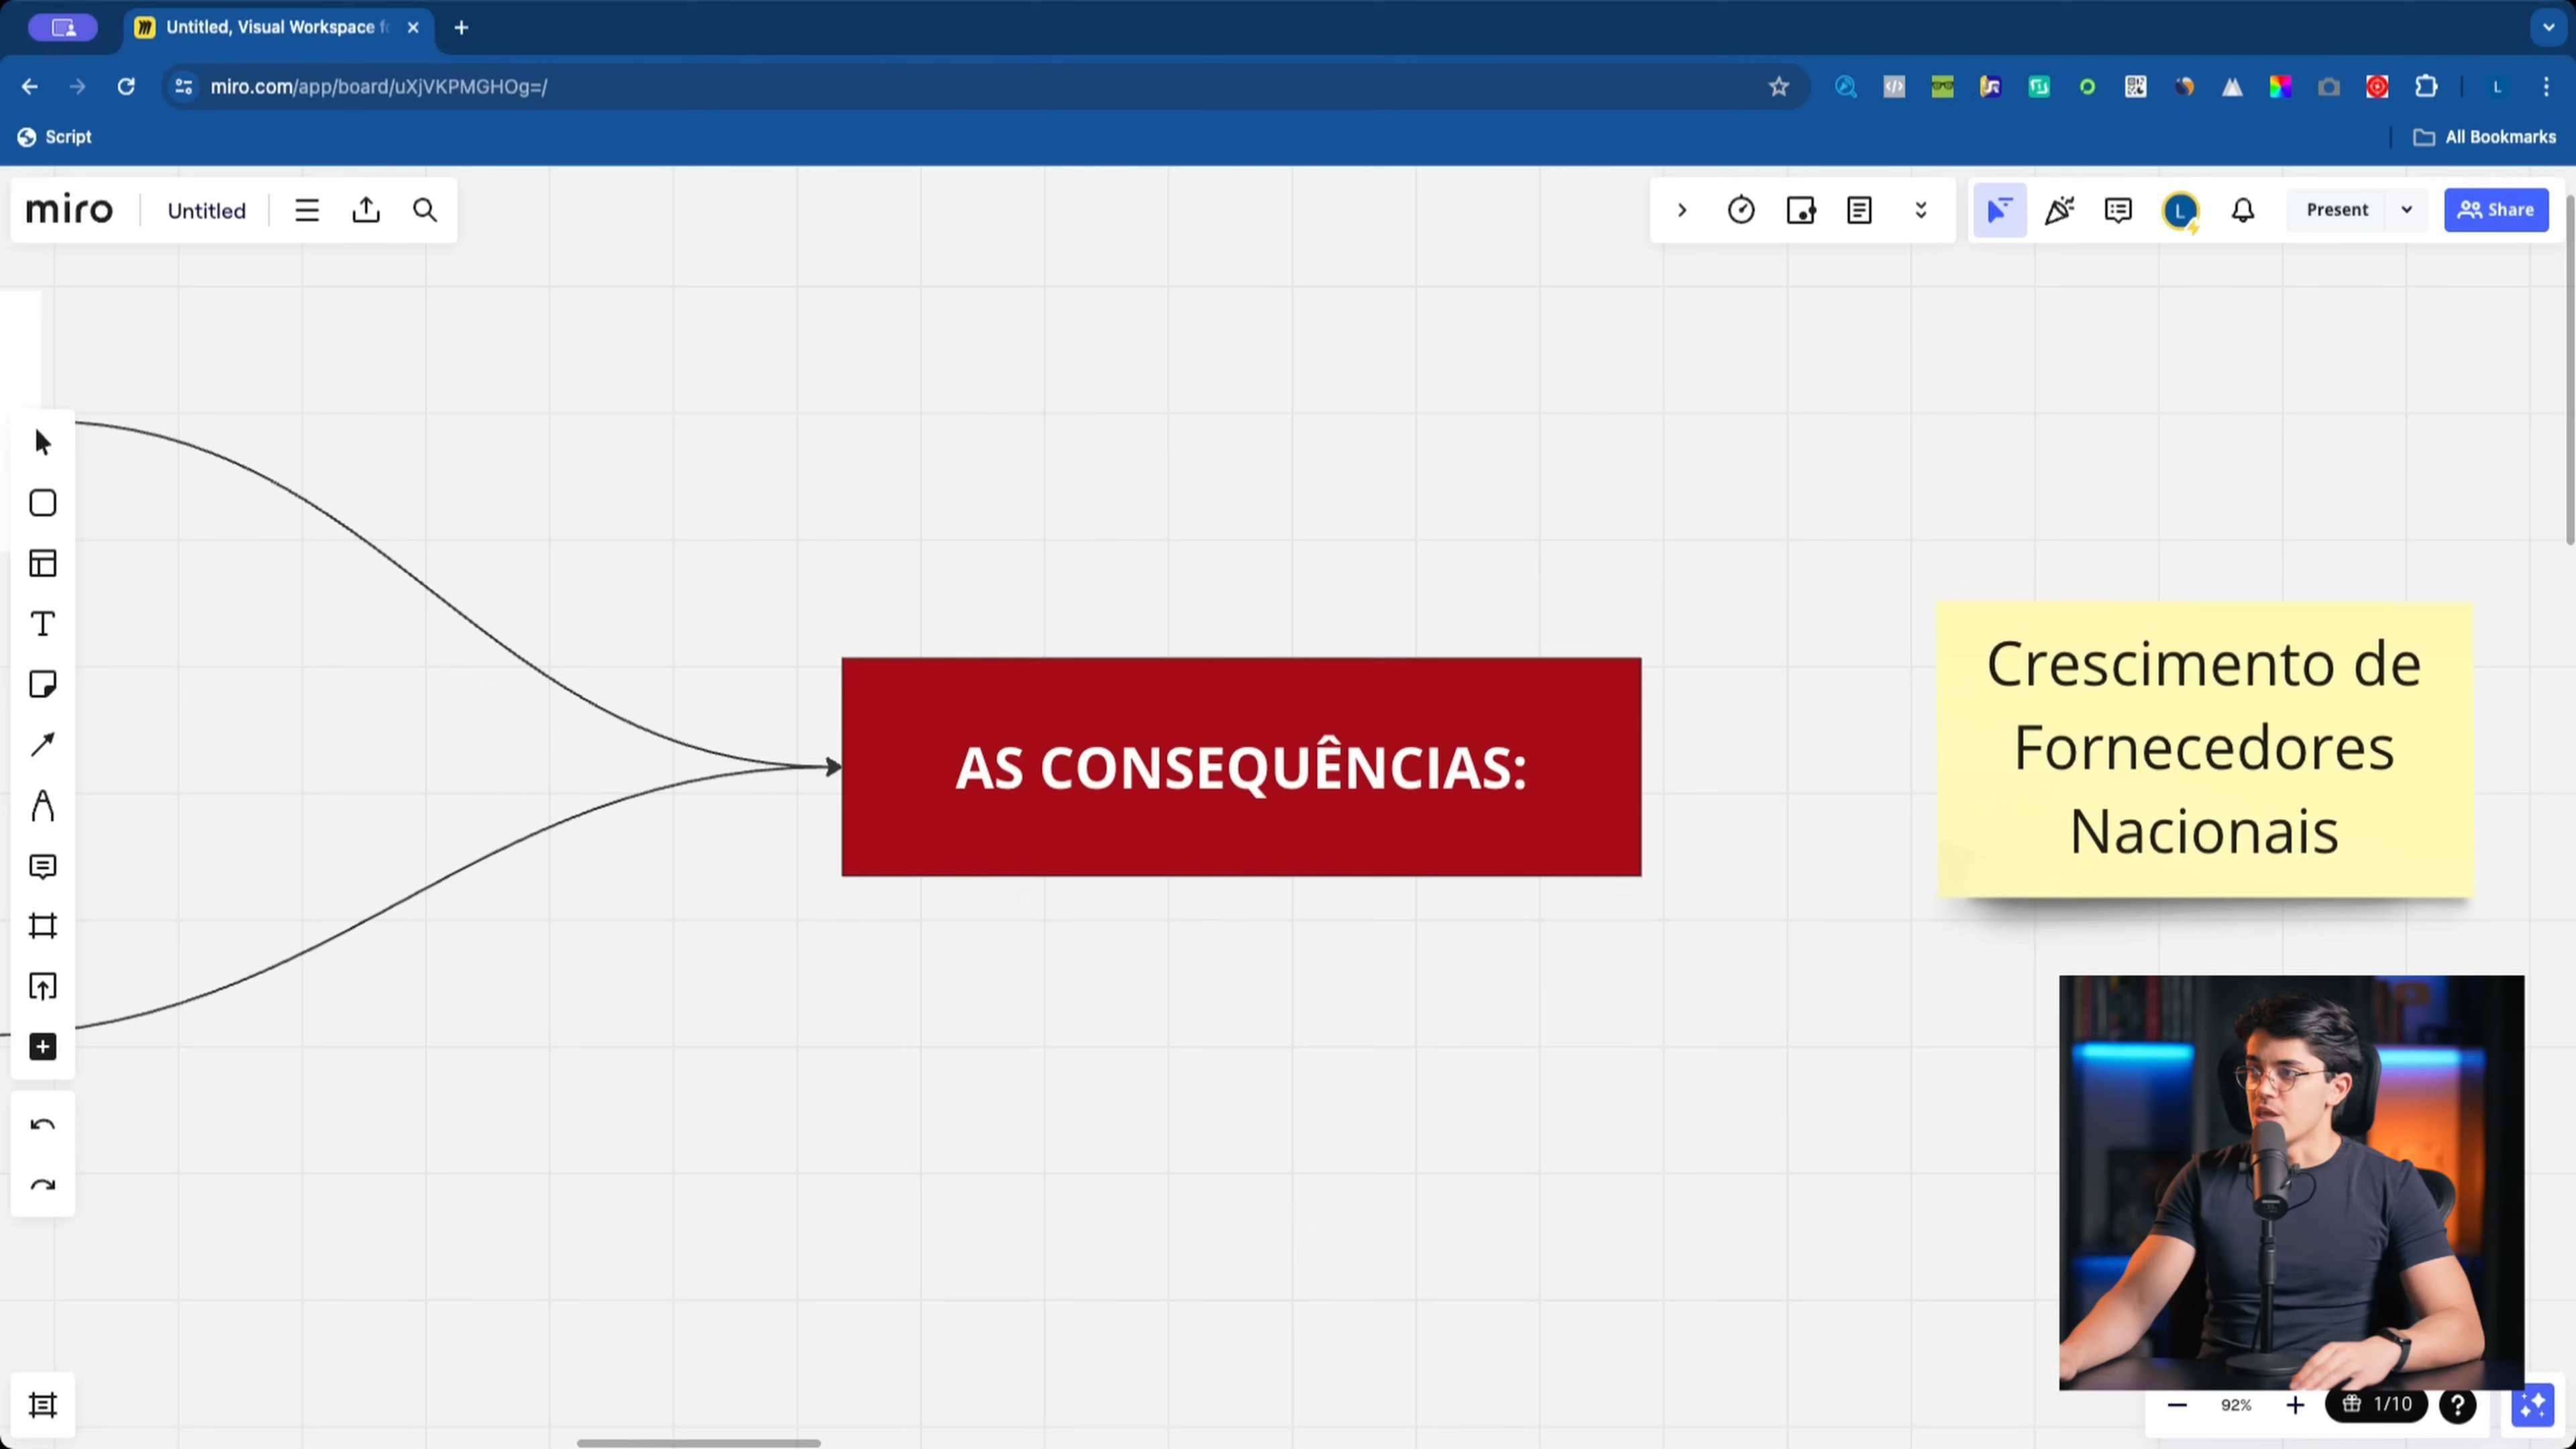 Untitled, Visual Workspace f
miro.com/app/board/uXjVKPMGHOg=/
Script
All Bookmarks
miro
Untitled
L
Present
Share
AS CONSEQUÊNCIAS:
Crescimento de
Fornecedores
Nacionais
92%
1/10
?